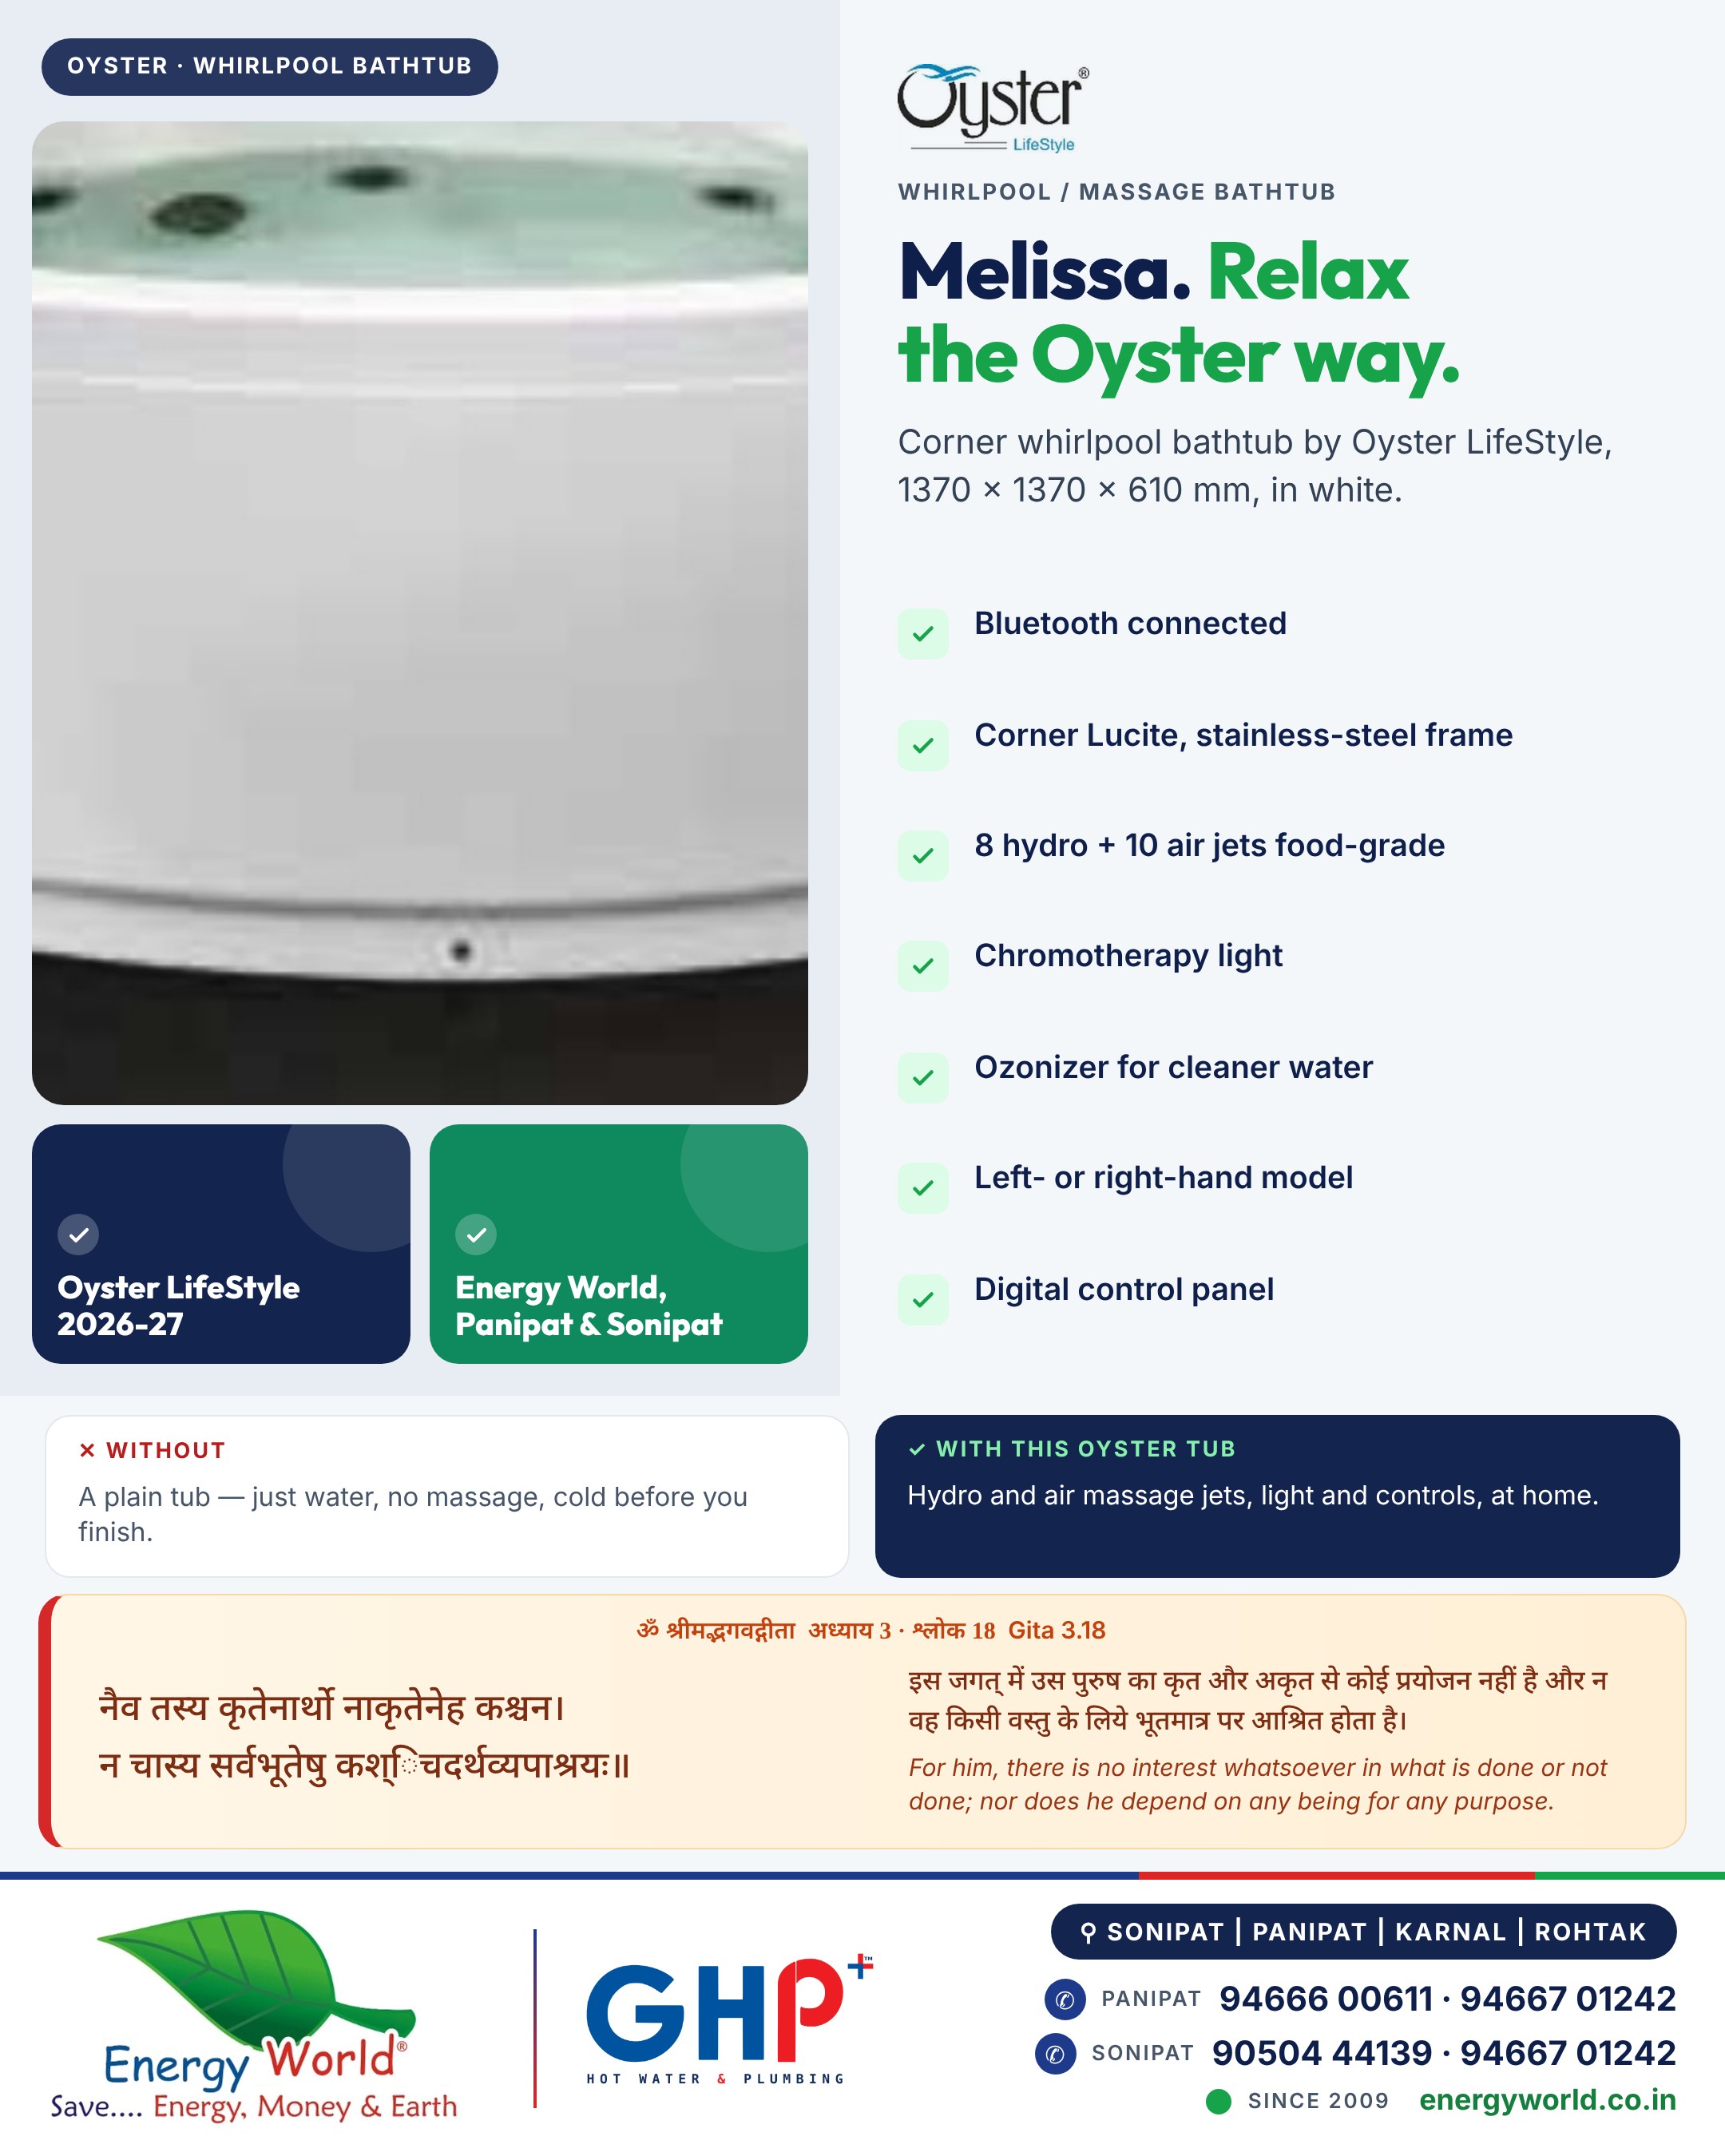 OYSTER · WHIRLPOOL BATHTUB
Oyster®
LifeStyle
WHIRLPOOL / MASSAGE BATHTUB
Melissa. Relax
the Oyster way.
Corner whirlpool bathtub by Oyster LifeStyle,
1370 × 1370 × 610 mm, in white.
Bluetooth connected
Corner Lucite, stainless-steel frame
8 hydro + 10 air jets food-grade
Chromotherapy light
Ozonizer for cleaner water
Left- or right-hand model
Digital control panel
Oyster LifeStyle
2026-27
Energy World,
Panipat & Sonipat
✕ WITHOUT
A plain tub — just water, no massage, cold before you
finish.
✓ WITH THIS OYSTER TUB
Hydro and air massage jets, light and controls, at home.
ॐ श्रीमद्भगवद्गीता अध्याय 3 · श्लोक 18 Gita 3.18
नैव तस्य कृतेनार्थो नाकृतेनेह कश्चन।
न चास्य सर्वभूतेषु कश्िचदर्थव्यपाश्रयः॥
इस जगत् में उस पुरुष का कृत और अकृत से कोई प्रयोजन नहीं है और न
वह किसी वस्तु के लिये भूतमात्र पर आश्रित होता है।
For him, there is no interest whatsoever in what is done or not
done; nor does he depend on any being for any purpose.
Energy World®
Save.... Energy, Money & Earth
GHP+™
HOT WATER & PLUMBING
SONIPAT | PANIPAT | KARNAL | ROHTAK
PANIPAT 94666 00611 · 94667 01242
SONIPAT 90504 44139 · 94667 01242
SINCE 2009 energyworld.co.in